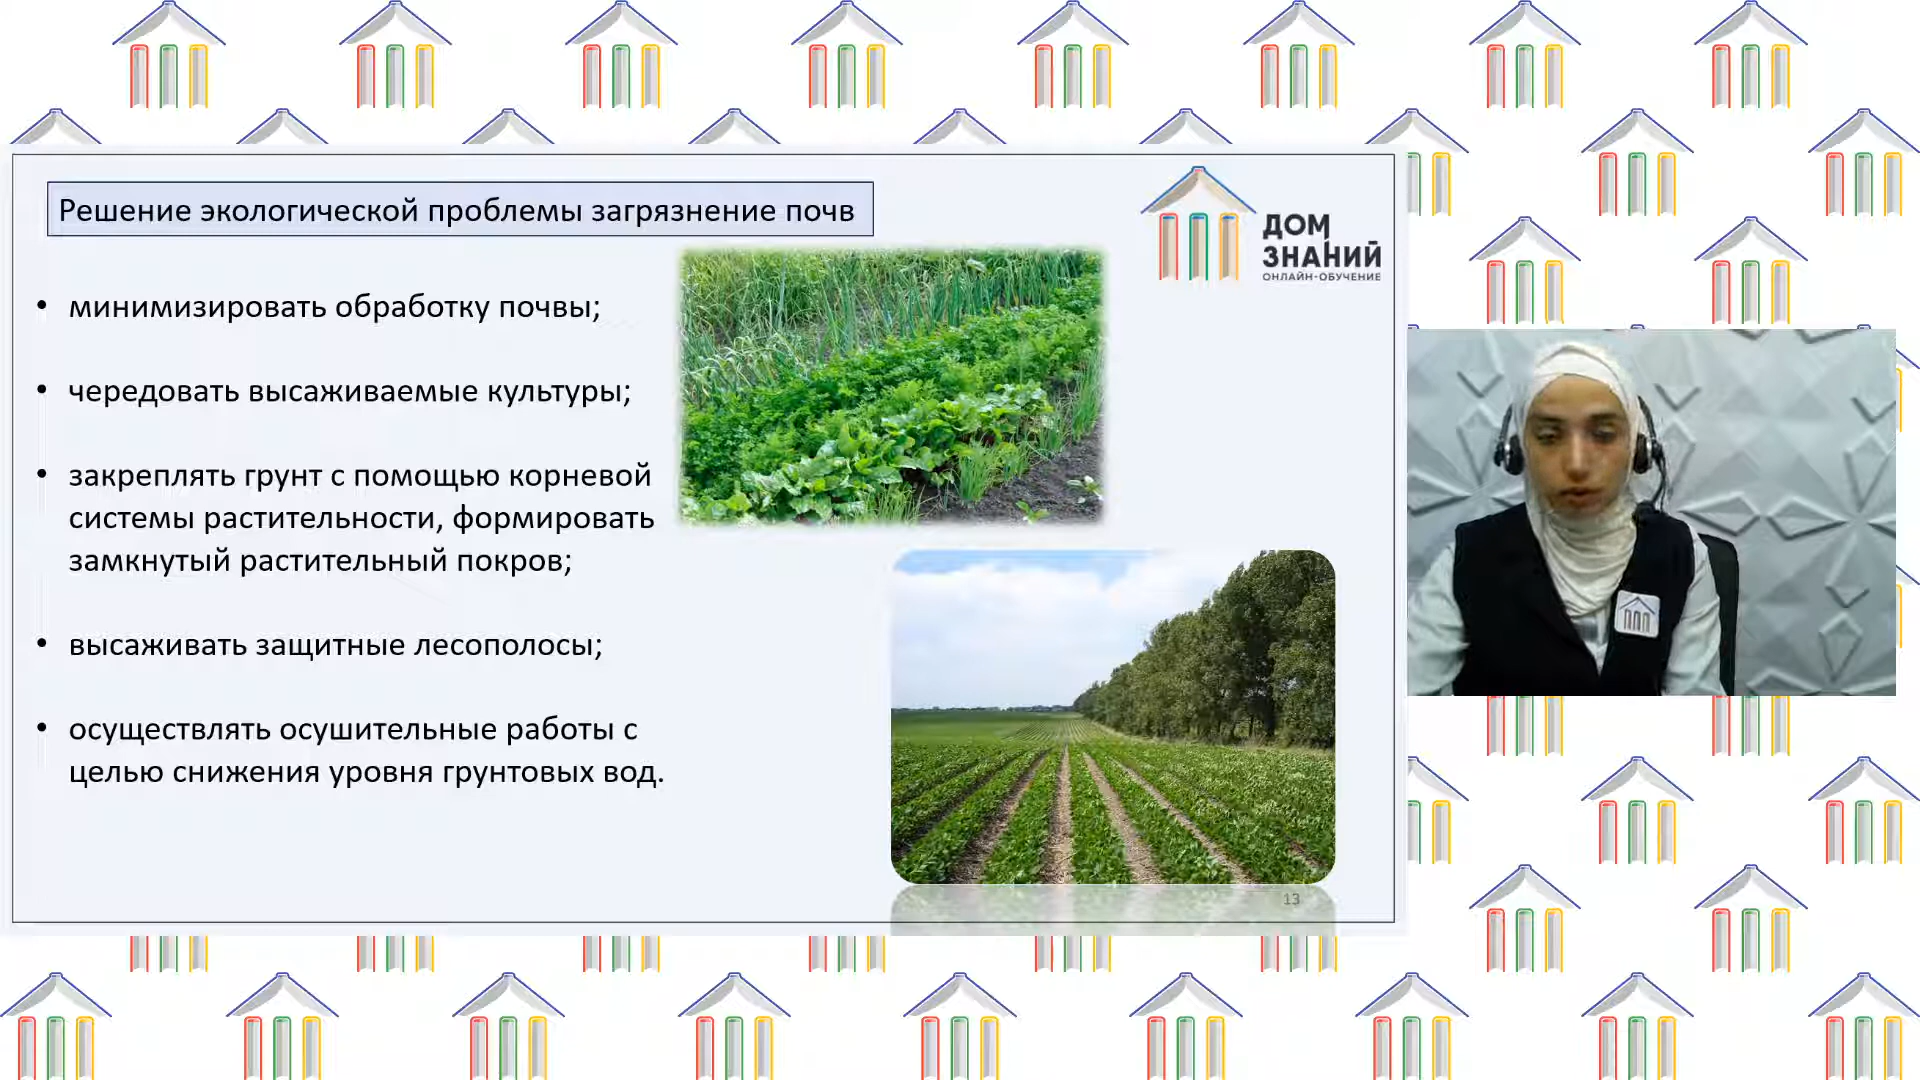 Решение экологической проблемы загрязнение почв
ДОМ
ЗНАНИЙ
ОНЛАЙН-ОБУЧЕНИЕ
• минимизировать обработку почвы;
• чередовать высаживаемые культуры;
• закреплять грунт с помощью корневой
системы растительности, формировать
замкнутый растительный покров;
• высаживать защитные лесополосы;
• осуществлять осушительные работы с
целью снижения уровня грунтовых вод.
13